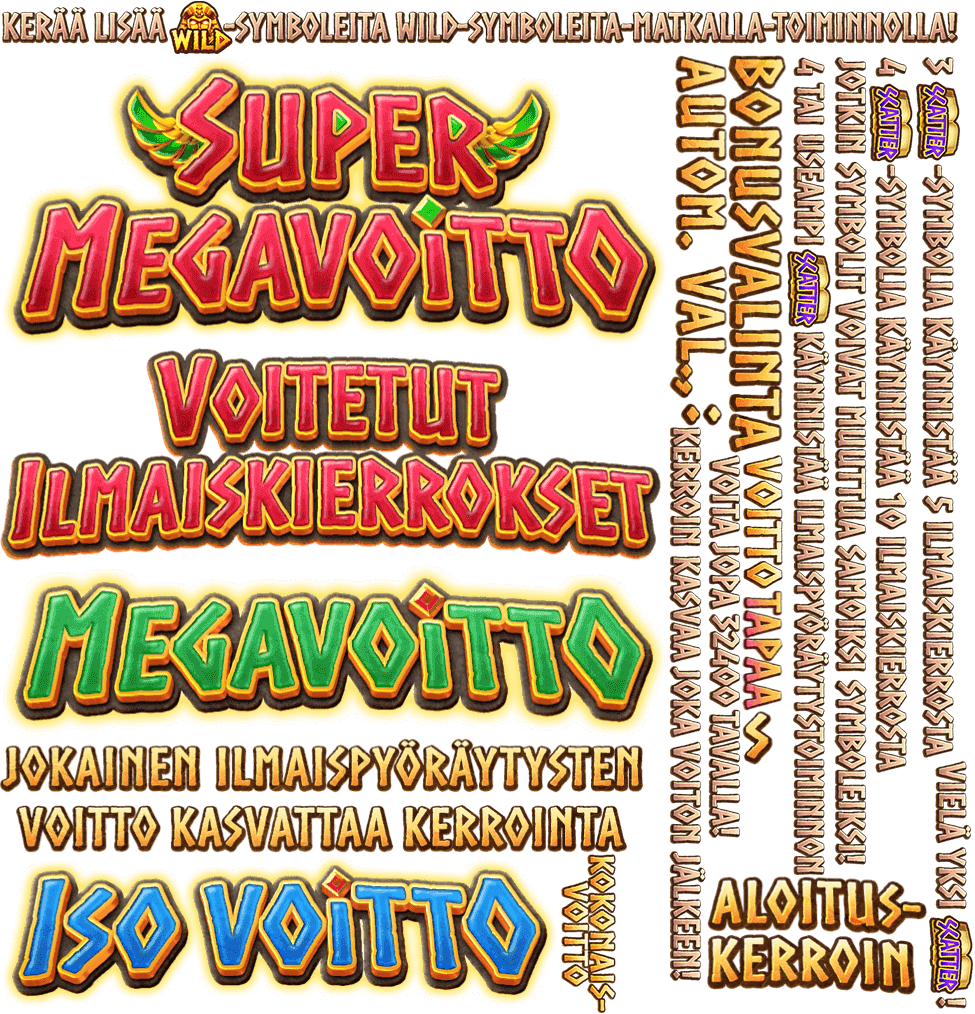 KERÄÄ LISÄÄ WILD-SYMBOLEITA WILD-SYMBOLEITA-MATKALLA-TOIMINNOLLA!
SUPER
MEGAVOITTO
VOITETUT
ILMAISKIERROKSET
MEGAVOITTO
JOKAINEN ILMAISPYÖRÄYTYSTEN
VOITTO KASVATTAA KERROINTA
ISO VOITTO
KOKONAIS-
VOITTO
3 SCATTER-SYMBOLIA KÄYNNISTÄÄ 5 ILMAISKIERROSTA
4 SCATTER-SYMBOLIA KÄYNNISTÄÄ 10 ILMAISKIERROSTA
JOTKIN SYMBOLIT VOIVAT MUUTTUA SAMOIKSI SYMBOLEIKSI!
4 TAI USEAMPI SCATTER KÄYNNISTÄÄ ILMAISPYÖRÄYTYSTOIMINNON
BONUSVALINTA
VOITTO TAPAA S
VOITA JOPA 32400 TAVALLA!
AUTOM. VAL., :
KERROIN KASVAA JOKA VOITON JÄLKEEN!
VIELÄ YKSI SCATTER!
ALOITUS-
KERROIN